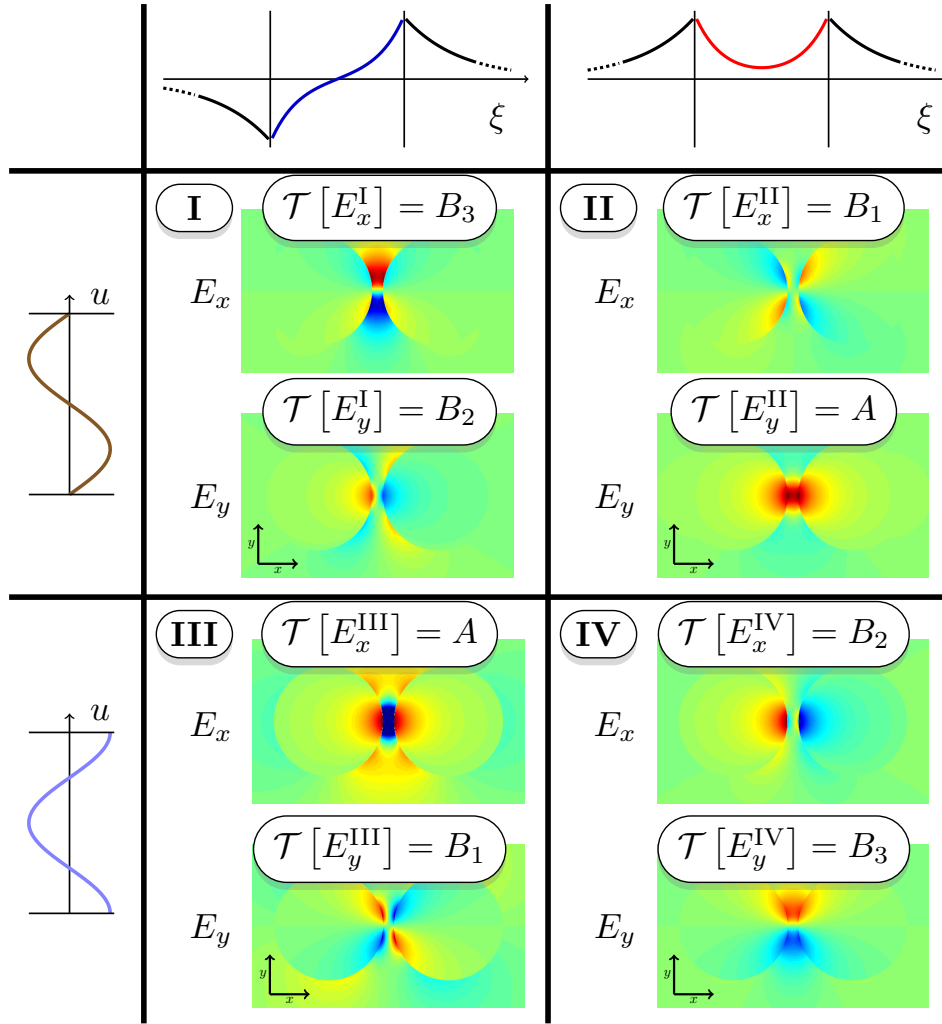 ξ
ξ
I
𝒯 [E_x^I] = B_3
II
𝒯 [E_x^II] = B_1
u
E_x
E_x
𝒯 [E_y^I] = B_2
𝒯 [E_y^II] = A
E_y
E_y
y
x
y
x
III
𝒯 [E_x^III] = A
IV
𝒯 [E_x^IV] = B_2
u
E_x
E_x
𝒯 [E_y^III] = B_1
𝒯 [E_y^IV] = B_3
E_y
E_y
y
x
y
x